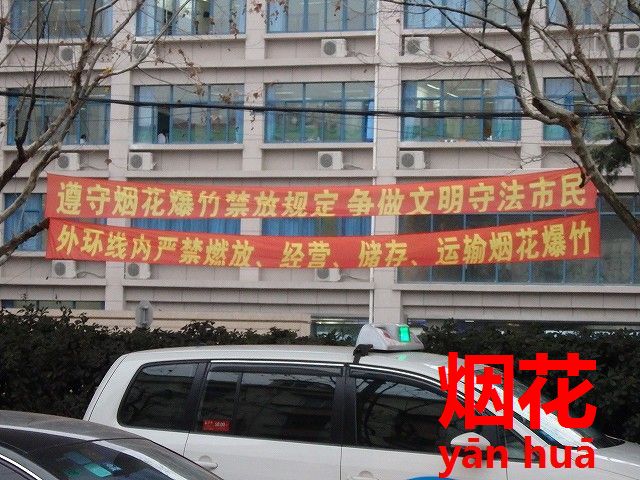 遵守烟花爆竹禁放规定 争做文明守法市民
外环线内严禁燃放、经营、储存、运输烟花爆竹
烟花
yān huā